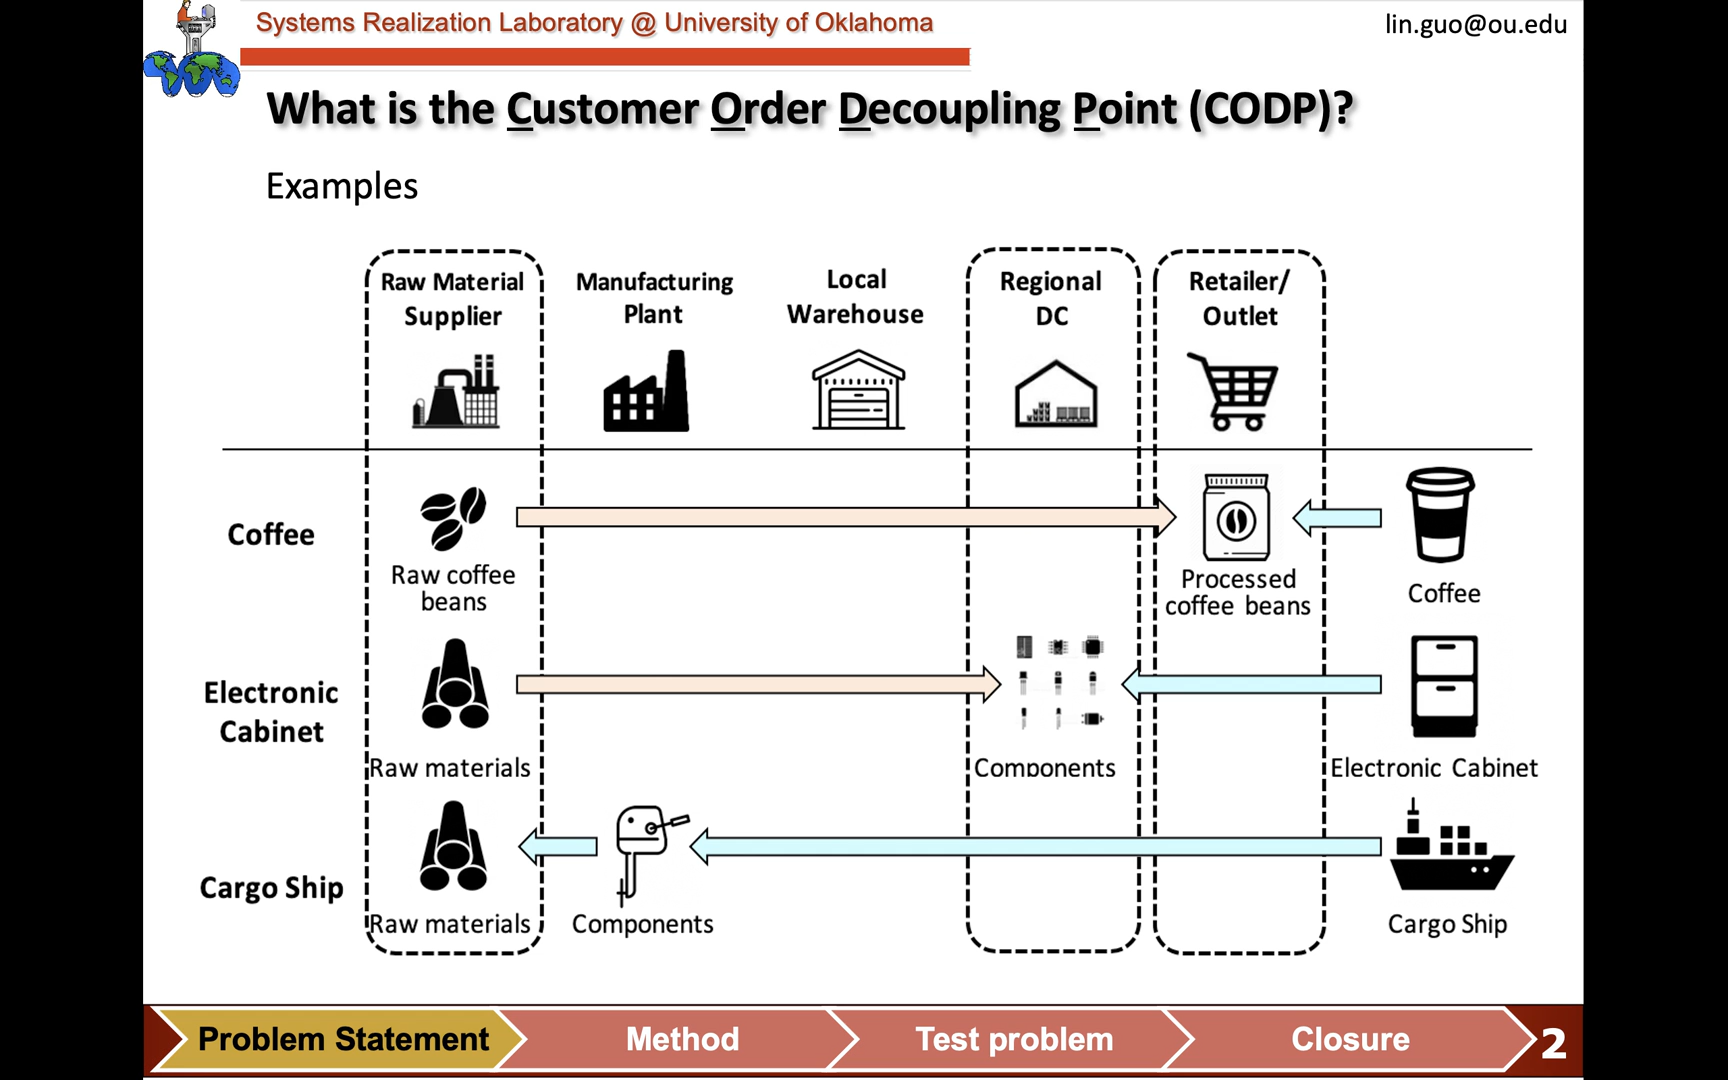 Systems Realization Laboratory @ University of Oklahoma
lin.guo@ou.edu
What is the Customer Order Decoupling Point (CODP)?
Examples
Raw Material
Supplier
Manufacturing
Plant
Local
Warehouse
Regional
DC
Retailer/
Outlet
Coffee
Raw coffee
beans
Processed
coffee beans
Coffee
Electronic
Cabinet
Raw materials
Components
Electronic Cabinet
Cargo Ship
Raw materials
Components
Cargo Ship
Problem Statement
Method
Test problem
Closure
2